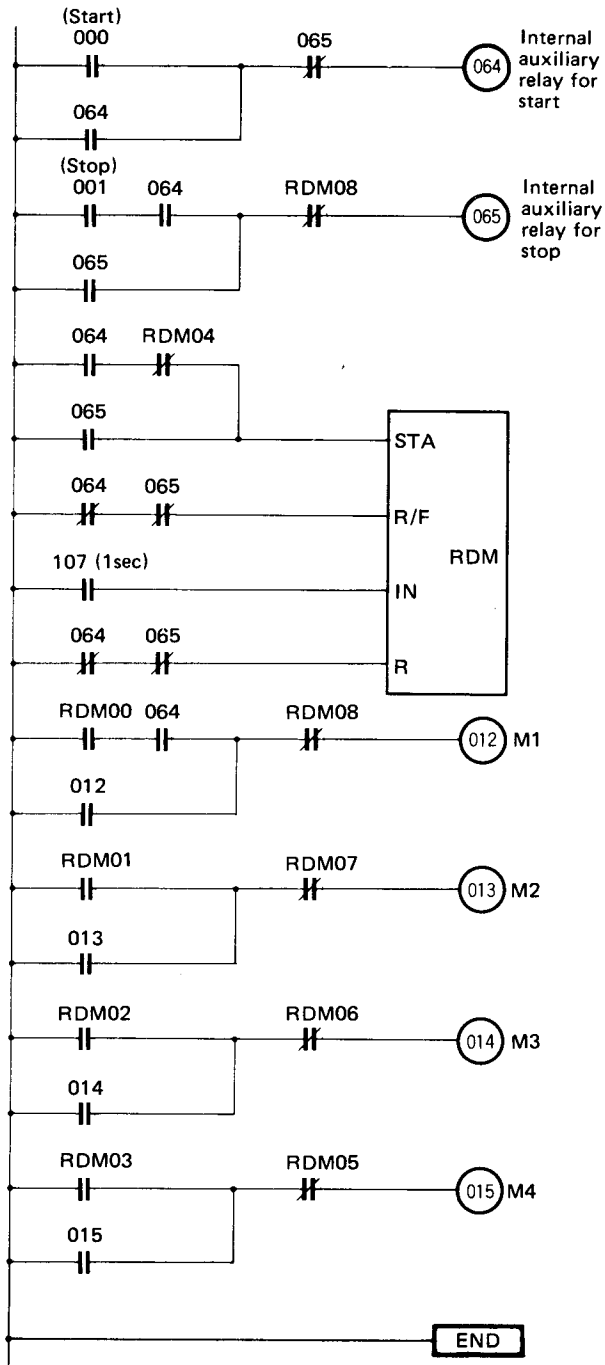 (Start)
000 065
064 Internal
auxiliary
relay for
start
064
(Stop)
001 064 RDM08
065 Internal
auxiliary
relay for
stop
065
064 RDM04
065
STA
064 065
R/F
RDM
107 (1sec)
IN
064 065
R
RDM00 064 RDM08
012 M1
012
RDM01 RDM07
013 M2
013
RDM02 RDM06
014 M3
014
RDM03 RDM05
015 M4
015
END